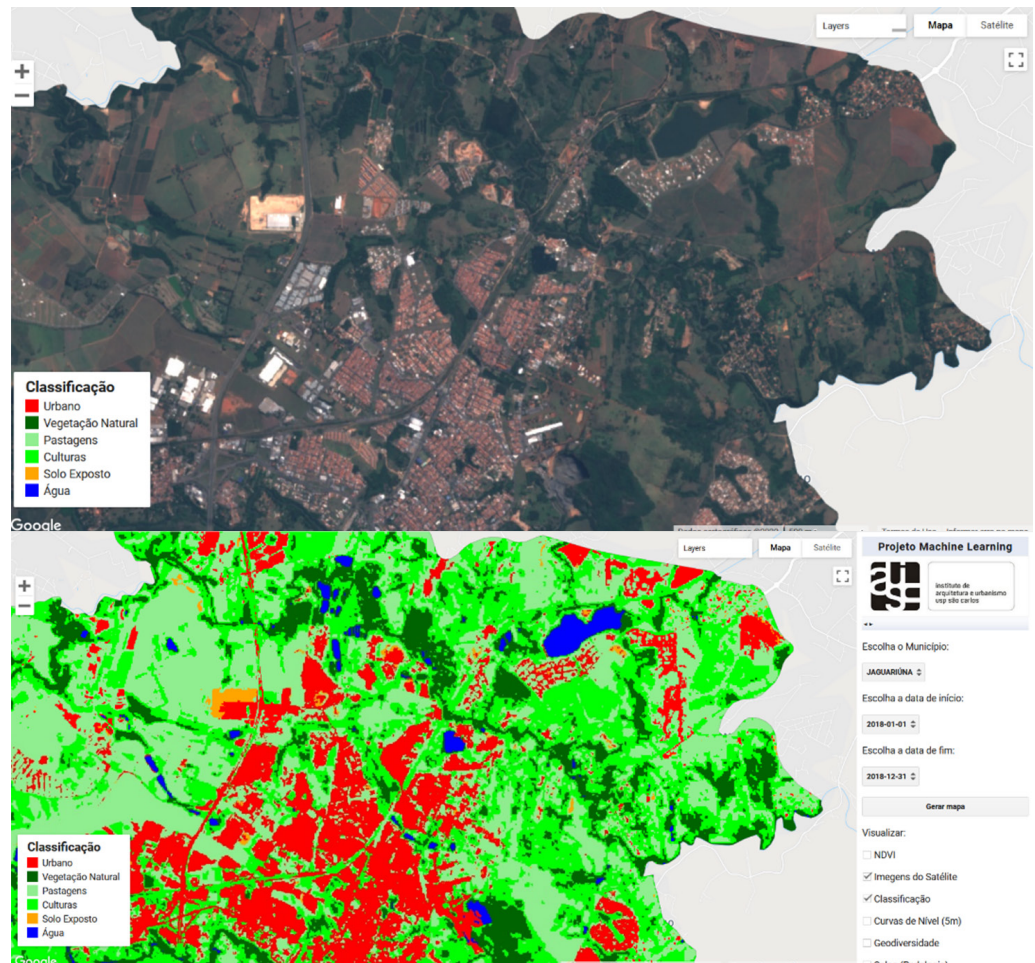 Layers
Mapa
Satélite
+
−
Classificação
Urbano
Vegetação Natural
Pastagens
Culturas
Solo Exposto
Água
Google
Layers
Mapa
Satélite
+
−
Classificação
Urbano
Vegetação Natural
Pastagens
Culturas
Solo Exposto
Água
Projeto Machine Learning
instituto de
arquitetura e urbanismo
usp são carlos
Escolha o Município:
JAGUARIÚNA
Escolha a data de início:
2018-01-01
Escolha a data de fim:
2018-12-31
Gerar mapa
Visualizar:
NDVI
Imegens do Satélite
Classificação
Curvas de Nível (5m)
Geodiversidade